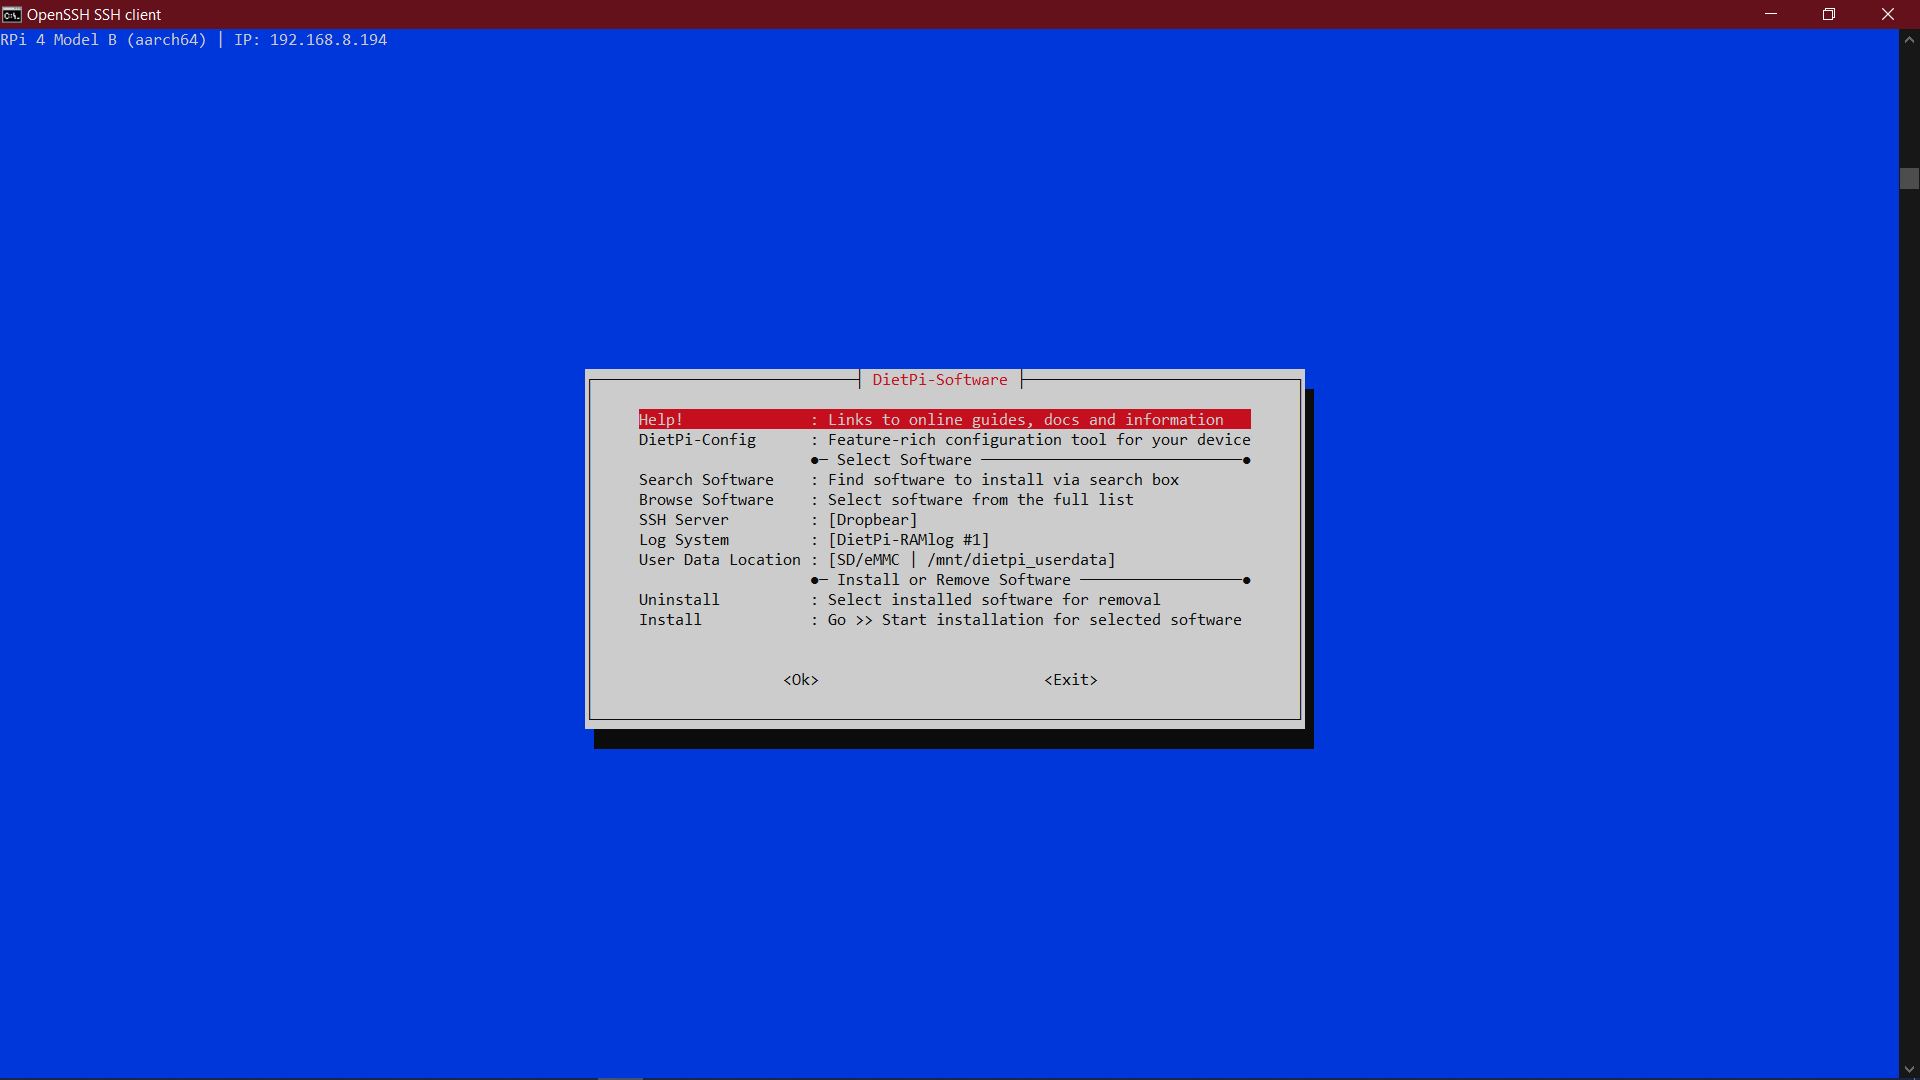 OpenSSH SSH client
RPi 4 Model B (aarch64) | IP: 192.168.8.194
DietPi-Software
Help! : Links to online guides, docs and information
DietPi-Config : Feature-rich configuration tool for your device
●─ Select Software ─────────────────────────────●
Search Software : Find software to install via search box
Browse Software : Select software from the full list
SSH Server : [Dropbear]
Log System : [DietPi-RAMlog #1]
User Data Location : [SD/eMMC | /mnt/dietpi_userdata]
●─ Install or Remove Software ──────────────────●
Uninstall : Select installed software for removal
Install : Go >> Start installation for selected software
<Ok> <Exit>